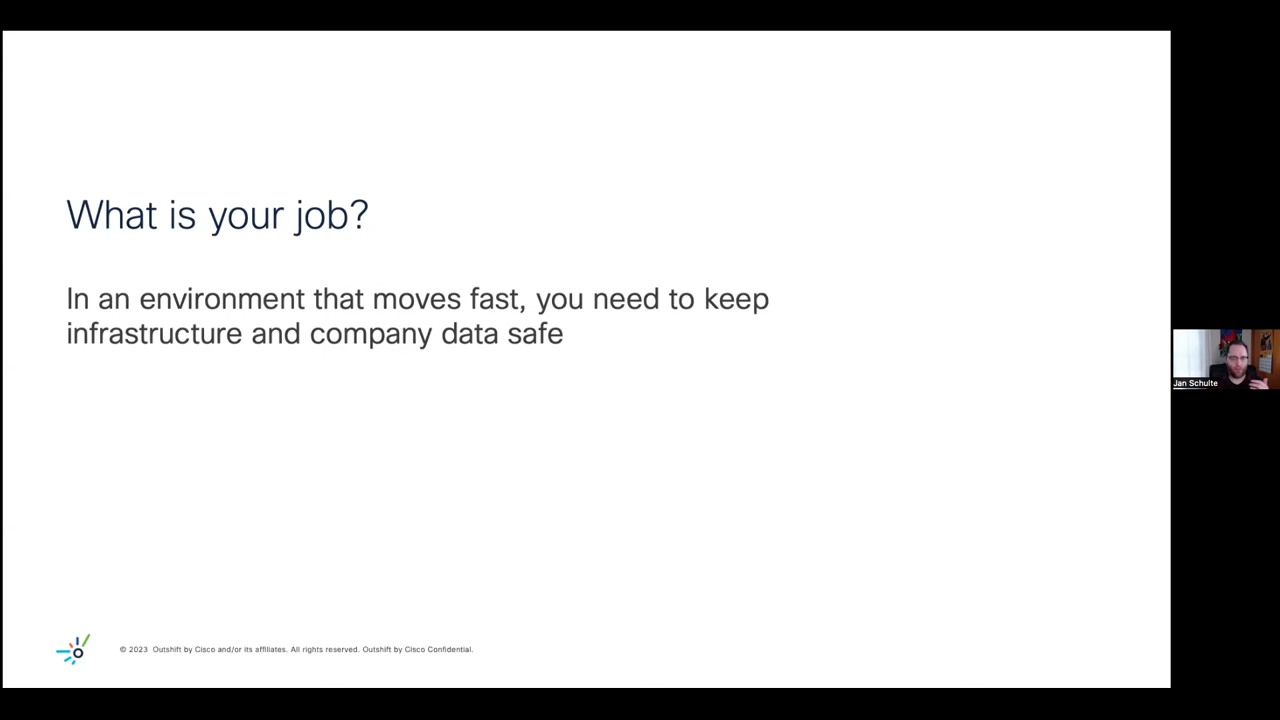 What is your job?
In an environment that moves fast, you need to keep
infrastructure and company data safe
Jan Schulte
© 2023 Outshift by Cisco and/or its affiliates. All rights reserved. Outshift by Cisco Confidential.